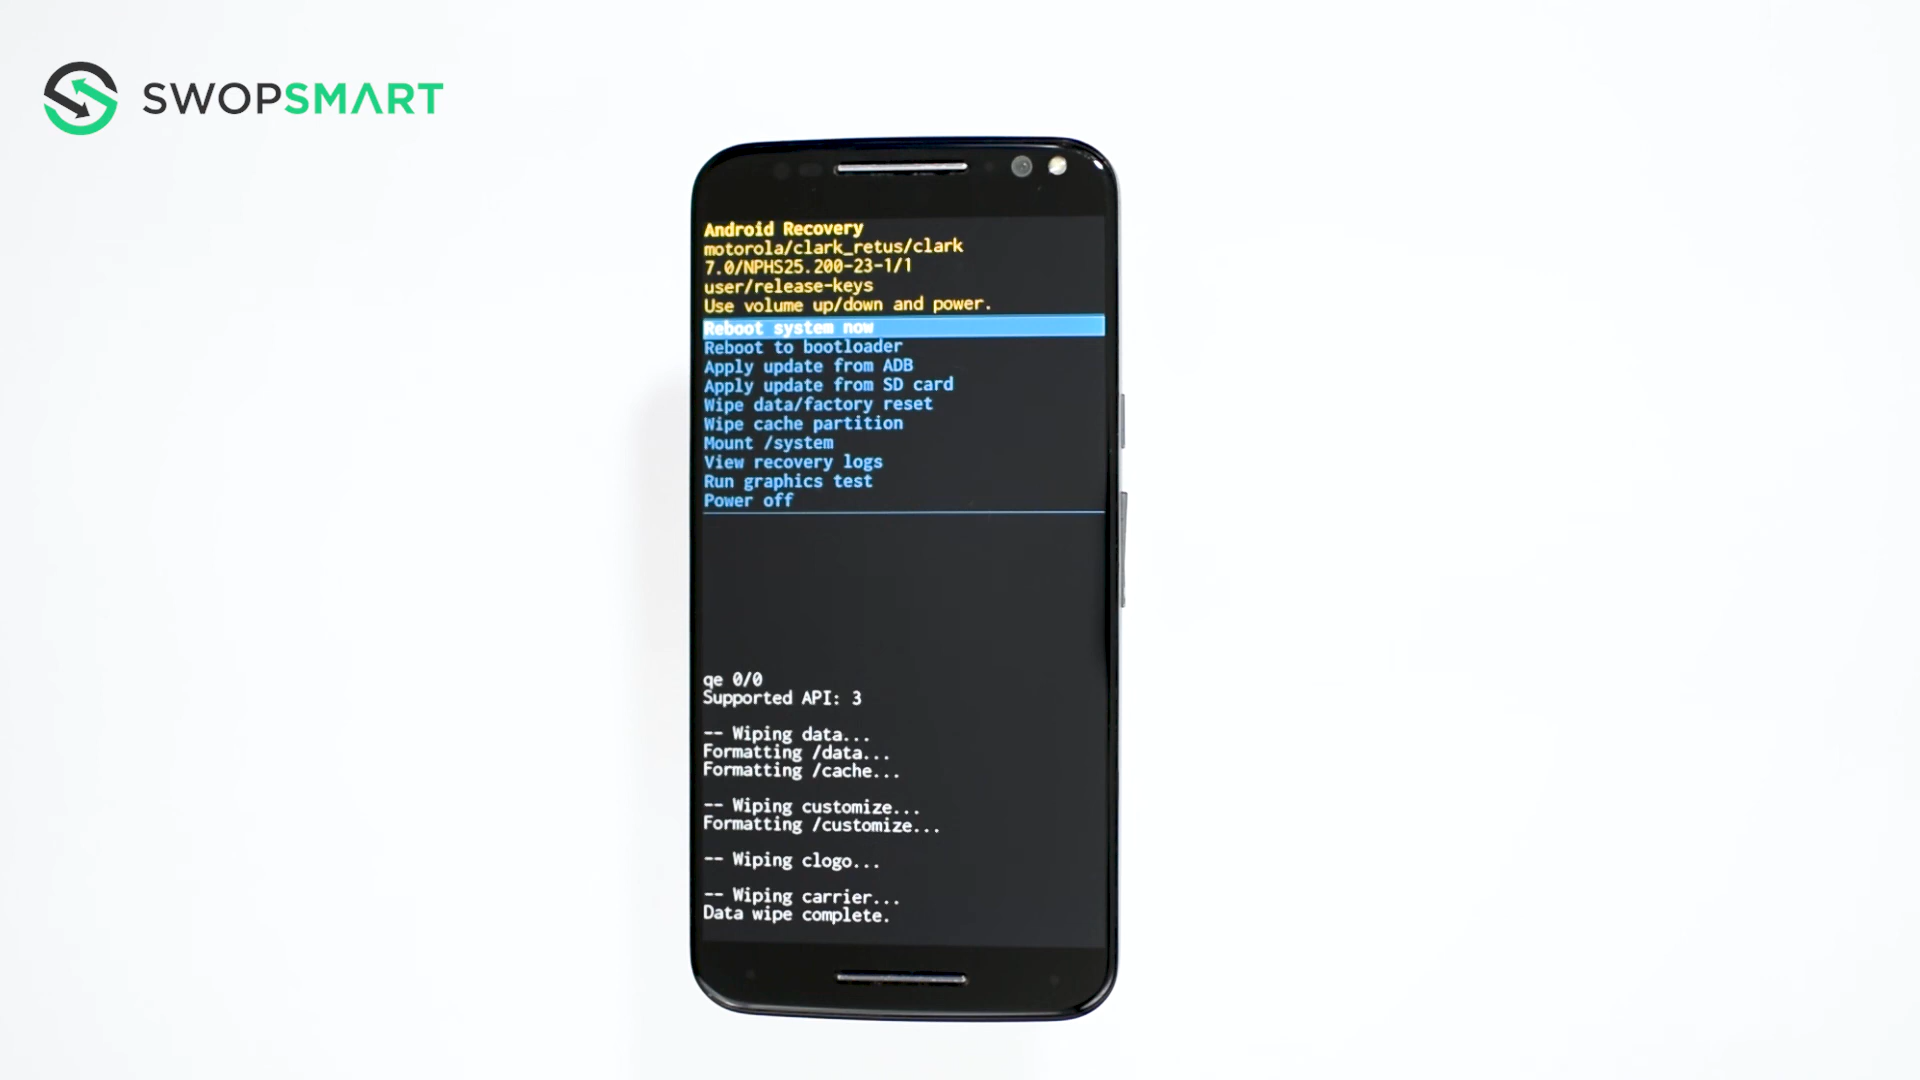 SWOPSMART
Android Recovery
motorola/clark_retus/clark
7.0/NPHS25.200-23-1/1
user/release-keys
Use volume up/down and power.
Reboot system now
Reboot to bootloader
Apply update from ADB
Apply update from SD card
Wipe data/factory reset
Wipe cache partition
Mount /system
View recovery logs
Run graphics test
Power off
qe 0/0
Supported API: 3
-- Wiping data...
Formatting /data...
Formatting /cache...
-- Wiping customize...
Formatting /customize...
-- Wiping clogo...
-- Wiping carrier...
Data wipe complete.